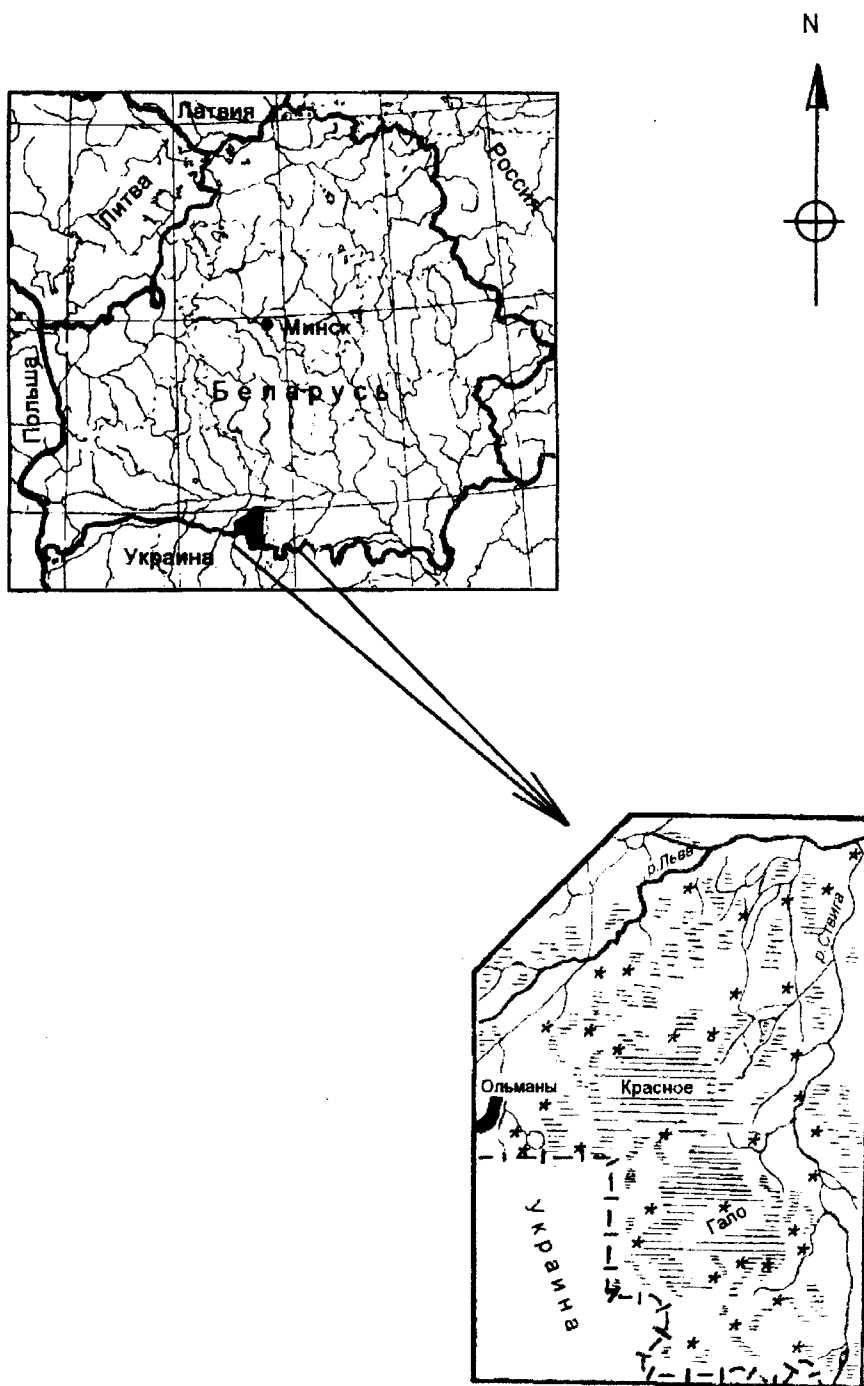 N
Латвия
Литва
Россия
Минск
Польша
Беларусь
Украина
р.Льва
р.Ствига
Ольманы
Красное
Гало
Украина